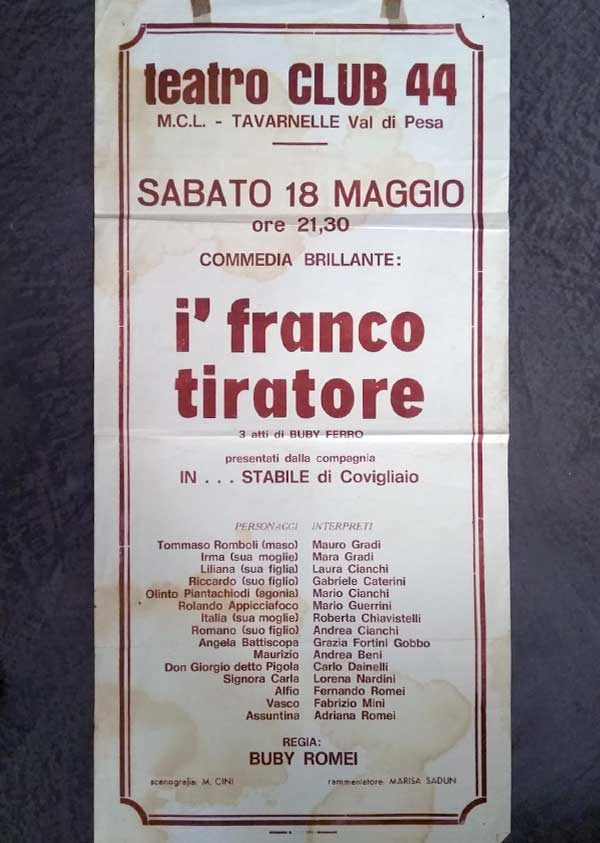 teatro CLUB 44
M.C.L. - TAVARNELLE Val di Pesa
SABATO 18 MAGGIO
ore 21,30
COMMEDIA BRILLANTE:
i' franco
tiratore
3 atti di BUBY FERRO
presentati dalla compagnia
IN . . . STABILE di Covigliaio
PERSONAGGI INTERPRETI
Tommaso Romboli (maso) Mauro Gradi
Irma (sua moglie) Mara Gradi
Liliana (sua figlia) Laura Cianchi
Riccardo (suo figlio) Gabriele Caterini
Olinto Piantachiodi (agonia) Mario Cianchi
Rolando Appicciafoco Mario Guerrini
Italia (sua moglie) Roberta Chiavistelli
Romano (suo figlio) Andrea Cianchi
Angela Battiscopa Grazia Fortini Gobbo
Maurizio Andrea Beni
Don Giorgio detto Pigola Carlo Dainelli
Signora Carla Lorena Nardini
Alfio Fernando Romei
Vasco Fabrizio Mini
Assuntina Adriana Romei
REGIA:
BUBY ROMEI
scenografia: M. CINI rammentatore: MARISA SADUN